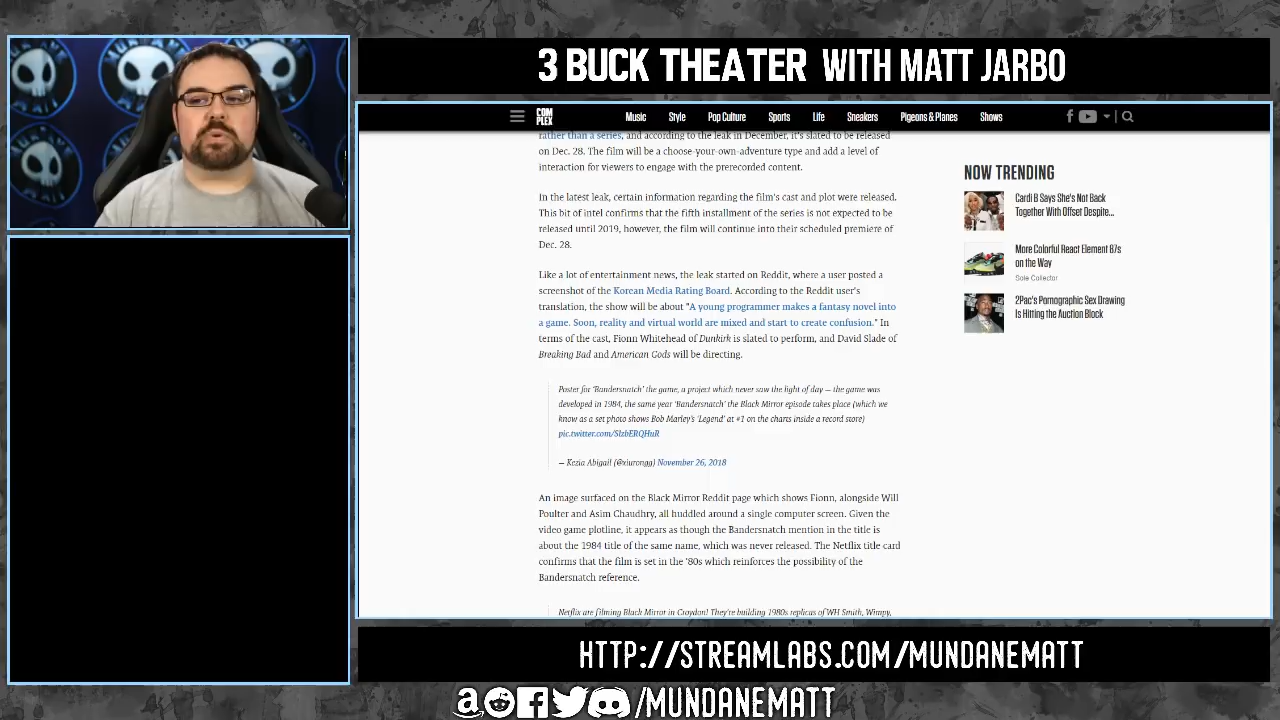 MUNDANE
MATT
3 BUCK THEATER WITH MATT JARBO
COM
PLEX
Music Style Pop Culture Sports Life Sneakers Pigeons & Planes Shows
rather than a series, and according to the leak in December, it's slated to be released
on Dec. 28. The film will be a choose-your-own-adventure type and add a level of
interaction for viewers to engage with the prerecorded content.
In the latest leak, certain information regarding the film's cast and plot were released.
This bit of intel confirms that the fifth installment of the series is not expected to be
released until 2019, however, the film will continue into their scheduled premiere of
Dec. 28.
Like a lot of entertainment news, the leak started on Reddit, where a user posted a
screenshot of the Korean Media Rating Board. According to the Reddit user's
translation, the show will be about "A young programmer makes a fantasy novel into
a game. Soon, reality and virtual world are mixed and start to create confusion." In
terms of the cast, Fionn Whitehead of Dunkirk is slated to perform, and David Slade of
Breaking Bad and American Gods will be directing.
Poster for 'Bandersnatch' the game, a project which never saw the light of day — the game was
developed in 1984, the same year 'Bandersnatch' the Black Mirror episode takes place (which we
know as a set photo shows Bob Marley's 'Legend' at #1 on the charts inside a record store)
pic.twitter.com/SlzbERQHuR
— Kezia Abigail (@xiurongg) November 26, 2018
An image surfaced on the Black Mirror Reddit page which shows Fionn, alongside Will
Poulter and Asim Chaudhry, all huddled around a single computer screen. Given the
video game plotline, it appears as though the Bandersnatch mention in the title is
about the 1984 title of the same name, which was never released. The Netflix title card
confirms that the film is set in the '80s which reinforces the possibility of the
Bandersnatch reference.
Netflix are filming Black Mirror in Croydon! They're building 1980s replicas of WH Smith, Wimpy,
NOW TRENDING
Cardi B Says She's Not Back
Together With Offset Despite...
More Colorful React Element 87s
on the Way
Sole Collector
2Pac's Pornographic Sex Drawing
Is Hitting the Auction Block
HTTP://STREAMLABS.COM/MUNDANEMATT
/MUNDANEMATT